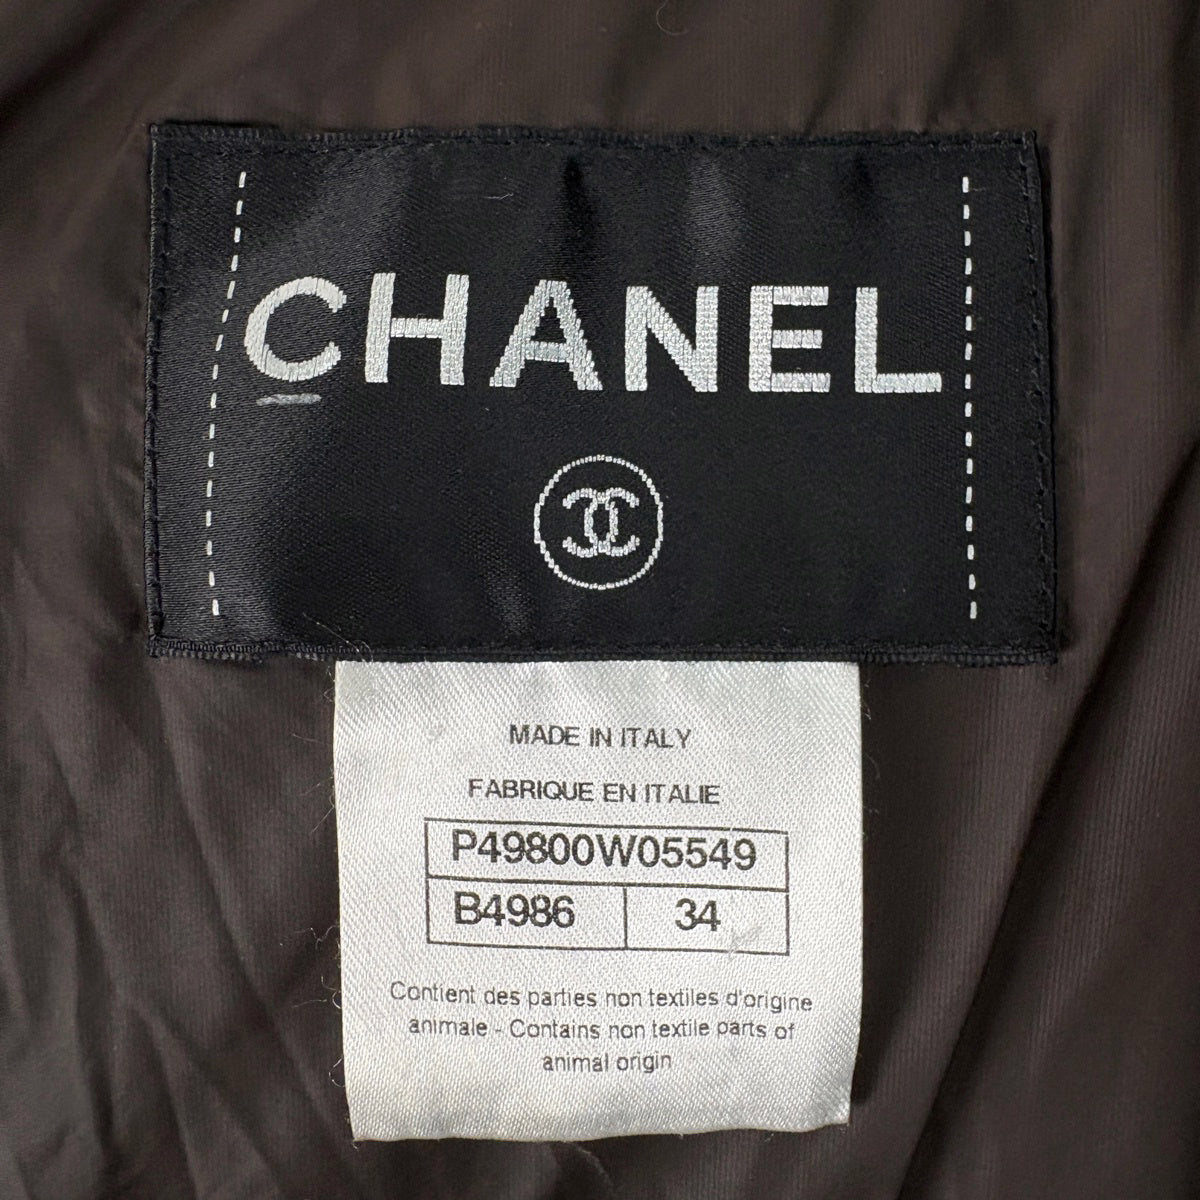 CHANEL
MADE IN ITALY
FABRIQUE EN ITALIE
P49800W05549
B4986 34
Contient des parties non textiles d'origine
animale - Contains non textile parts of
animal origin